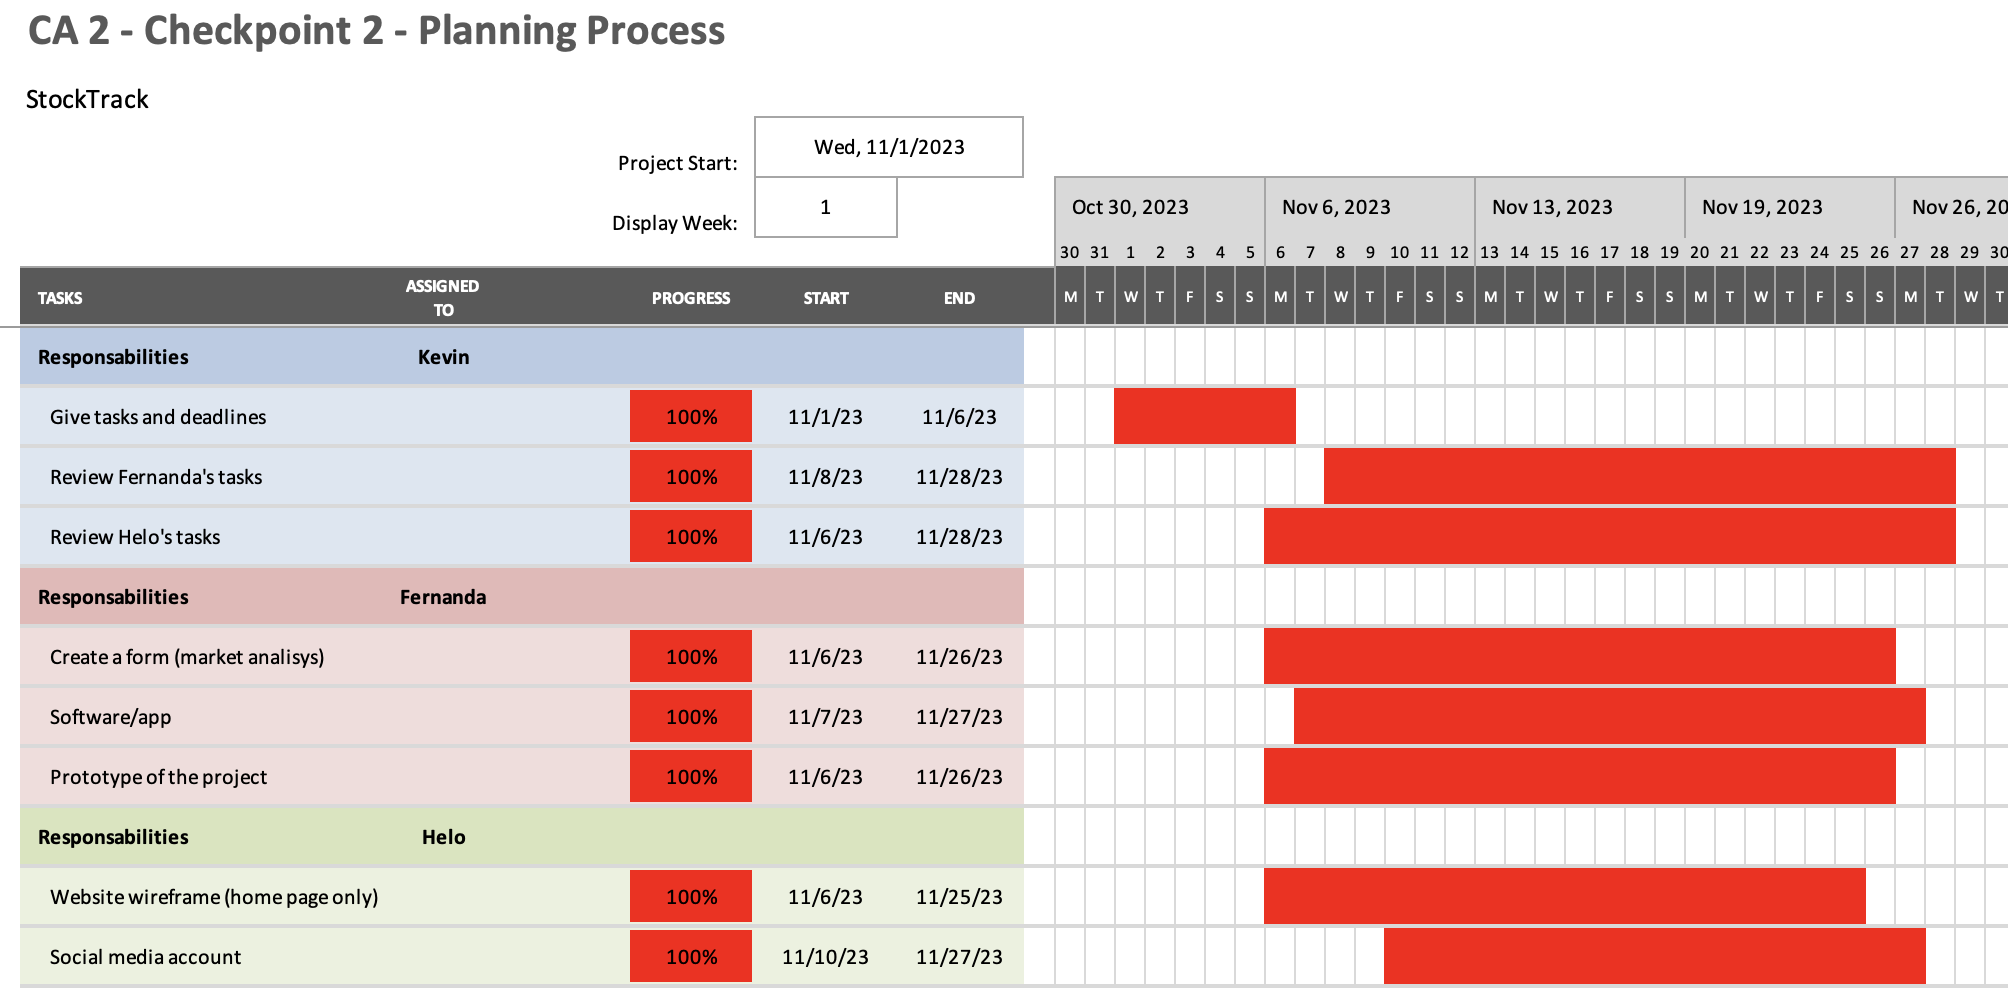 CA 2 - Checkpoint 2 - Planning Process
StockTrack
Project Start: Wed, 11/1/2023
Display Week: 1
Oct 30, 2023 Nov 6, 2023 Nov 13, 2023 Nov 19, 2023 Nov 26, 20
30 31 1 2 3 4 5 6 7 8 9 10 11 12 13 14 15 16 17 18 19 20 21 22 23 24 25 26 27 28 29 30
TASKS ASSIGNED TO PROGRESS START END M T W T F S S M T W T F S S M T W T F S S M T W T F S S M T W T
Responsabilities Kevin
Give tasks and deadlines 100% 11/1/23 11/6/23
Review Fernanda's tasks 100% 11/8/23 11/28/23
Review Helo's tasks 100% 11/6/23 11/28/23
Responsabilities Fernanda
Create a form (market analisys) 100% 11/6/23 11/26/23
Software/app 100% 11/7/23 11/27/23
Prototype of the project 100% 11/6/23 11/26/23
Responsabilities Helo
Website wireframe (home page only) 100% 11/6/23 11/25/23
Social media account 100% 11/10/23 11/27/23